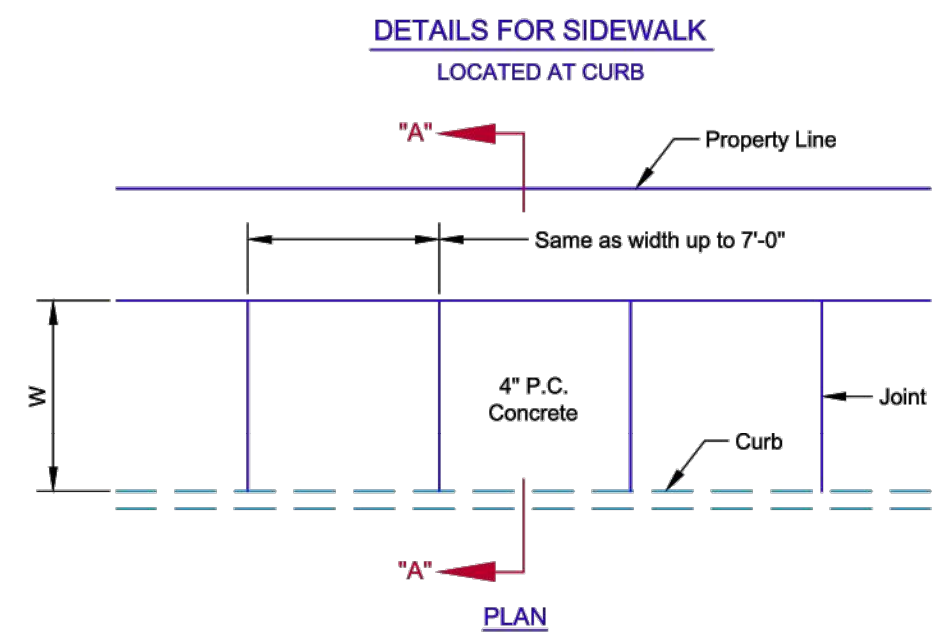 DETAILS FOR SIDEWALK
LOCATED AT CURB
"A"
Property Line
Same as width up to 7'-0"
W
4" P.C.
Concrete
Joint
Curb
"A"
PLAN